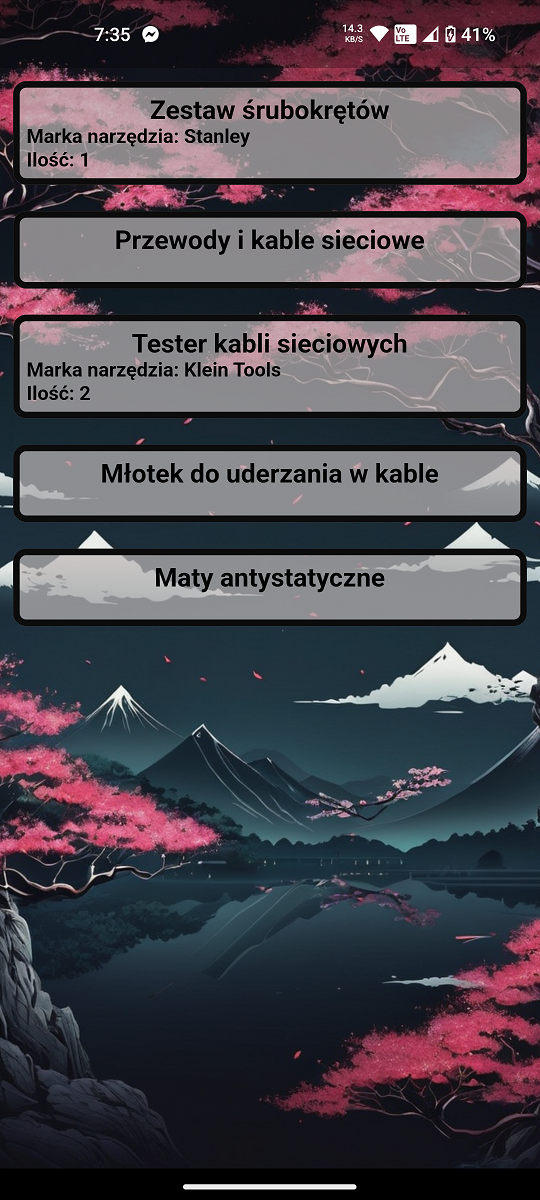 7:35
14.3
KB/S
Vo
LTE
41%
Zestaw śrubokrętów
Marka narzędzia: Stanley
Ilość: 1
Przewody i kable sieciowe
Tester kabli sieciowych
Marka narzędzia: Klein Tools
Ilość: 2
Młotek do uderzania w kable
Maty antystatyczne